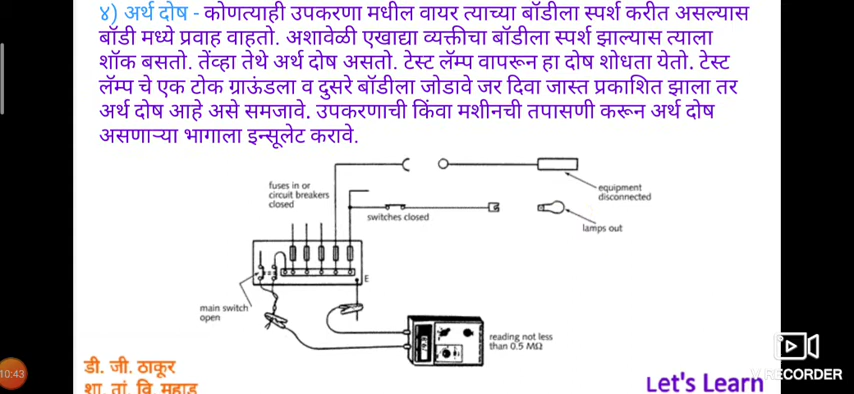 ४) अर्थ दोष - कोणत्याही उपकरणा मधील वायर त्याच्या बॉडीला स्पर्श करीत असल्यास
बॉडी मध्ये प्रवाह वाहतो. अशावेळी एखाद्या व्यक्तीचा बॉडीला स्पर्श झाल्यास त्याला
शॉक बसतो. तेंव्हा तेथे अर्थ दोष असतो. टेस्ट लॅम्प वापरून हा दोष शोधता येतो. टेस्ट
लॅम्प चे एक टोक ग्राऊंडला व दुसरे बॉडीला जोडावे जर दिवा जास्त प्रकाशित झाला तर
अर्थ दोष आहे असे समजावे. उपकरणाची किंवा मशीनची तपासणी करून अर्थ दोष
असणाऱ्या भागाला इन्सूलेट करावे.
fuses in or
circuit breakers
closed
equipment
disconnected
switches closed
lamps out
E
main switch
open
reading not less
than 0.5 MΩ
डी. जी. ठाकूर
शा. तां. वि. महाड
Let's Learn
10:43
V RECORDER